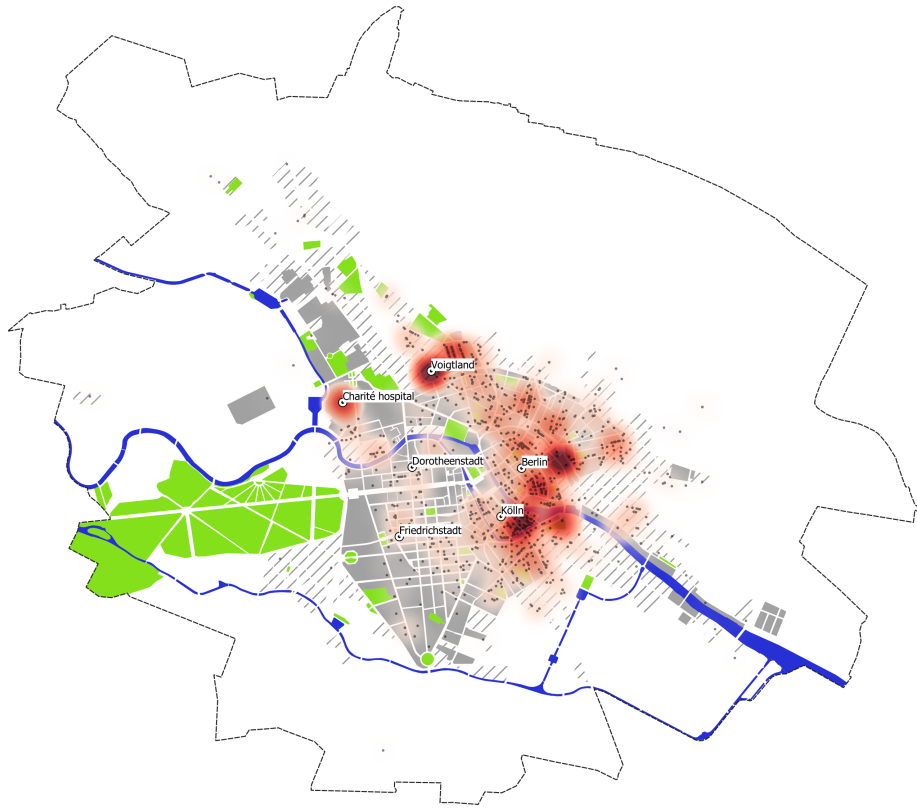 Voigtland
Charité hospital
Dorotheenstadt
Berlin
Kölln
Friedrichstadt